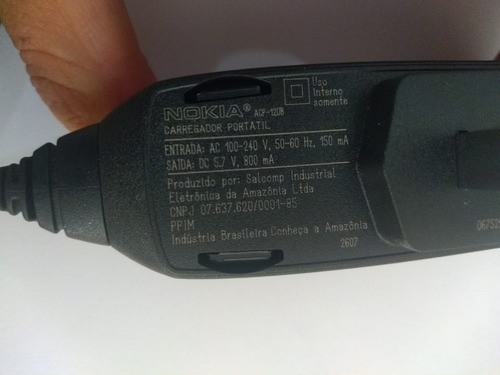 NOKIA® ACP-12UB
CARREGADOR PORTATIL
Uso
Interno
somente
ENTRADA: AC 100-240 V, 50-60 Hz, 150 mA
SAÍDA: DC 5.7 V, 800 mA
Produzido por: Salcomp Industrial
Eletrônica da Amazônia Ltda
CNPJ 07.637.620/0001-85
PPIM
Indústria Brasileira Conheça a Amazônia
2607